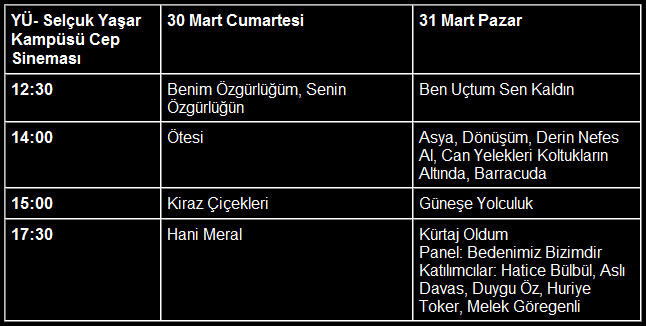 YÜ- Selçuk Yaşar
Kampüsü Cep
Sineması
30 Mart Cumartesi
31 Mart Pazar
12:30
Benim Özgürlüğüm, Senin
Özgürlüğün
Ben Uçtum Sen Kaldın
14:00
Ötesi
Asya, Dönüşüm, Derin Nefes
Al, Can Yelekleri Koltukların
Altında, Barracuda
15:00
Kiraz Çiçekleri
Güneşe Yolculuk
17:30
Hani Meral
Kürtaj Oldum
Panel: Bedenimiz Bizimdir
Katılımcılar: Hatice Bülbül, Aslı
Davas, Duygu Öz, Huriye
Toker, Melek Göregenli